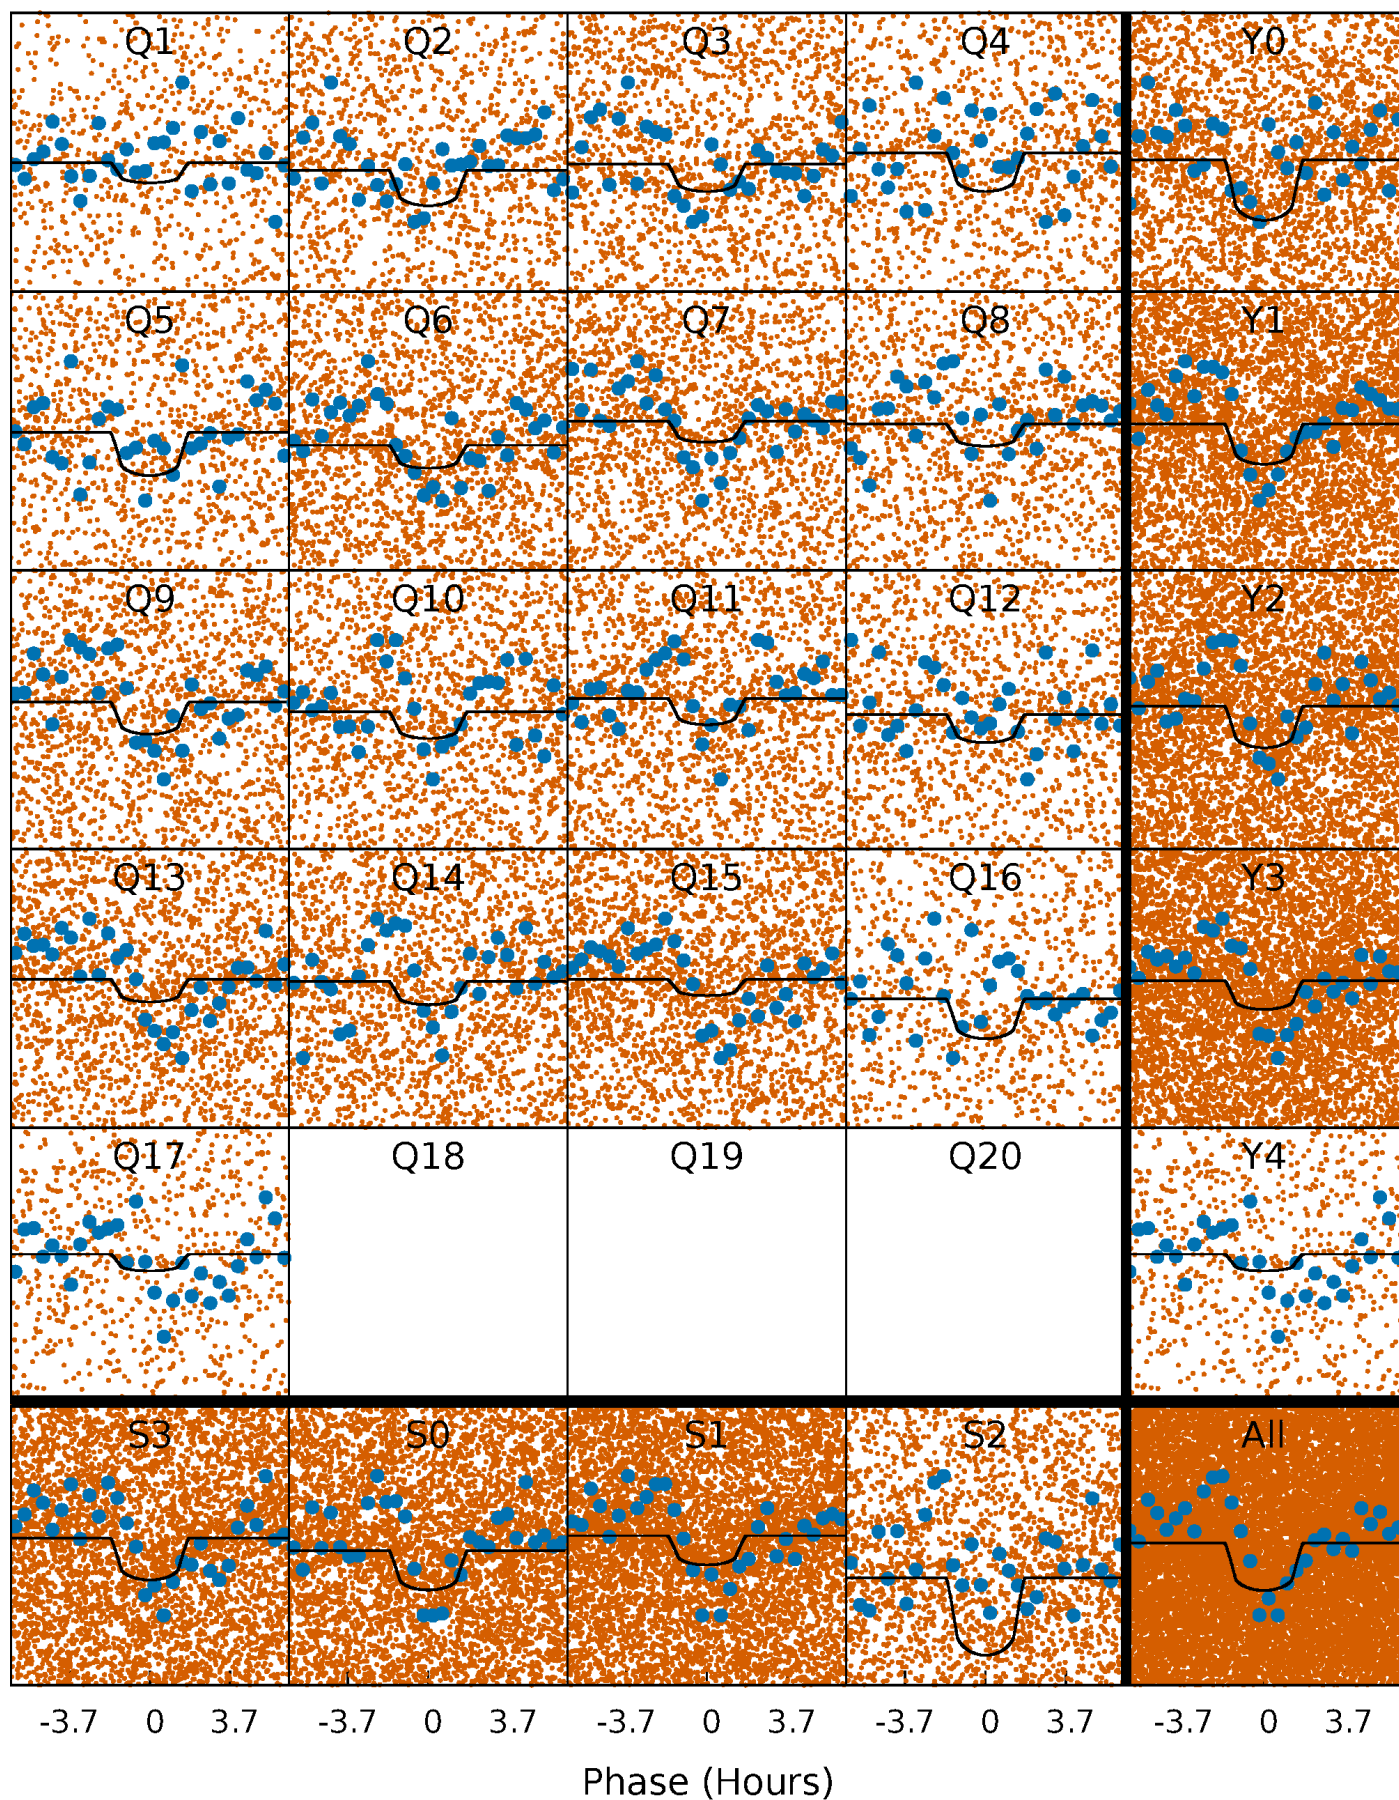 Q1 Q2 Q3 Q4 Y0
Q5 Q6 Q7 Q8 Y1
Q9 Q10 Q11 Q12 Y2
Q13 Q14 Q15 Q16 Y3
Q17 Q18 Q19 Q20 Y4
S3 S0 S1 S2 All
-3.7 0 3.7 -3.7 0 3.7 -3.7 0 3.7 -3.7 0 3.7 -3.7 0 3.7
Phase (Hours)